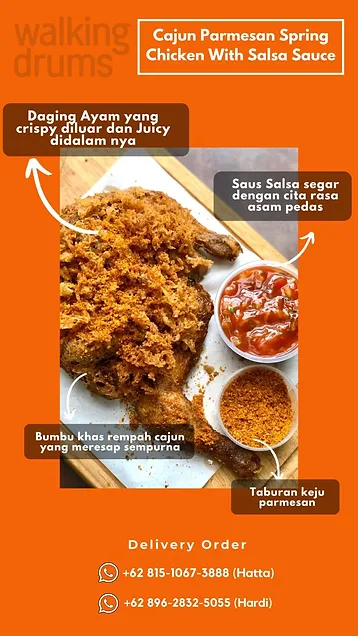 walking
drums
Cajun Parmesan Spring
Chicken With Salsa Sauce
Daging Ayam yang
crispy diluar dan Juicy
didalam nya
Saus Salsa segar
dengan cita rasa
asam pedas
Bumbu khas rempah cajun
yang meresap sempurna
Taburan keju
parmesan
Delivery Order
+62 815-1067-3888 (Hatta)
+62 896-2832-5055 (Hardi)